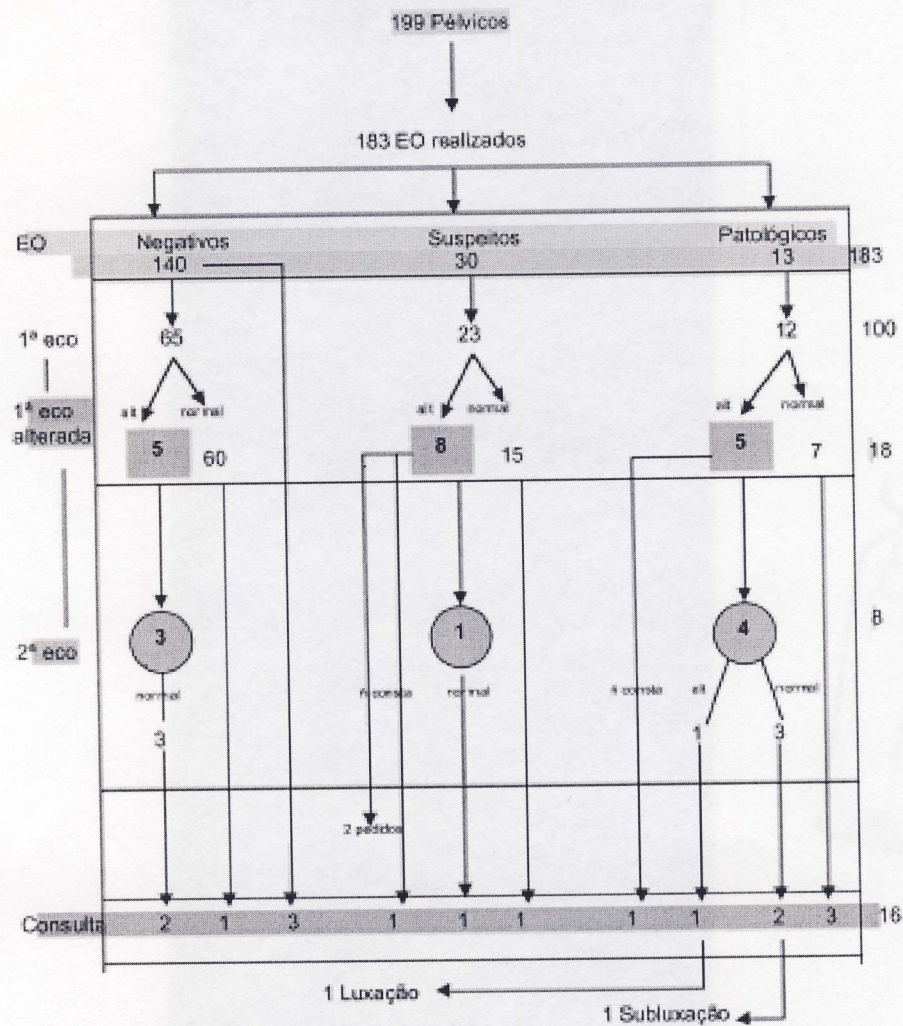 199 Pélvicos
183 EO realizados
EO Negativos Suspeitos Patológicos
140 30 13 183
1ª eco 65 23 12 100
alt normal alt normal alt normal
1ª eco
alterada
5 60 8 15 5 7 18
2ª eco 3 1 4 8
normal ñ consta normal ñ consta alt normal
3 1 3
2 pedidos
Consulta 2 1 3 1 1 1 1 1 2 3 16
1 Luxação
1 Subluxação